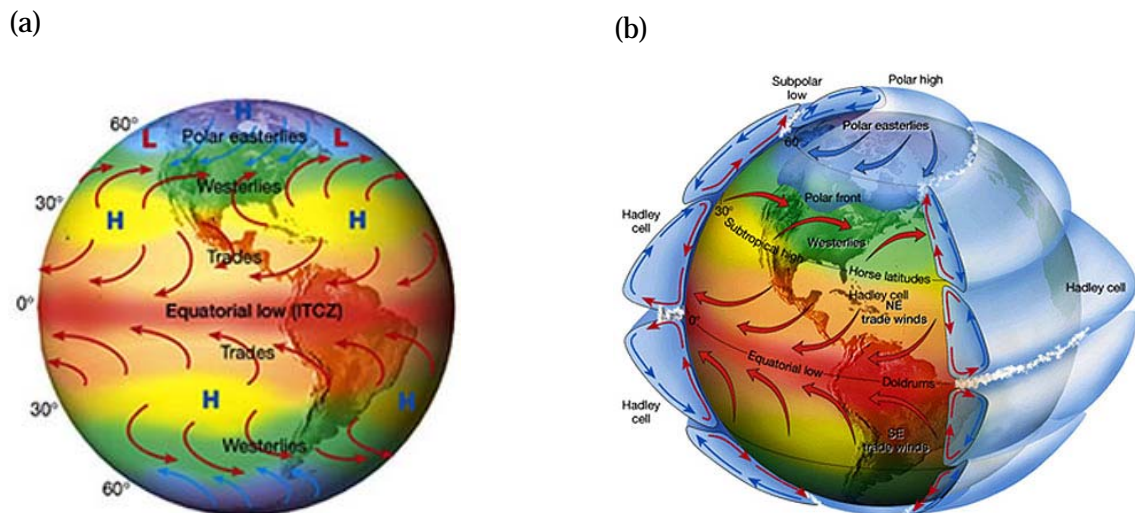 (a)
(b)
60°
H
L
Polar easterlies
L
Westerlies
30°
H
H
Trades
0°
Equatorial low (ITCZ)
Trades
H
H
30°
Westerlies
60°
Subpolar
low
Polar high
Polar easterlies
60°
Hadley
cell
30°
Polar front
Subtropical high
Westerlies
Horse latitudes
Hadley cell
Hadley cell
NE
trade winds
0°
Equatorial low
Doldrums
Hadley
cell
SE
trade winds